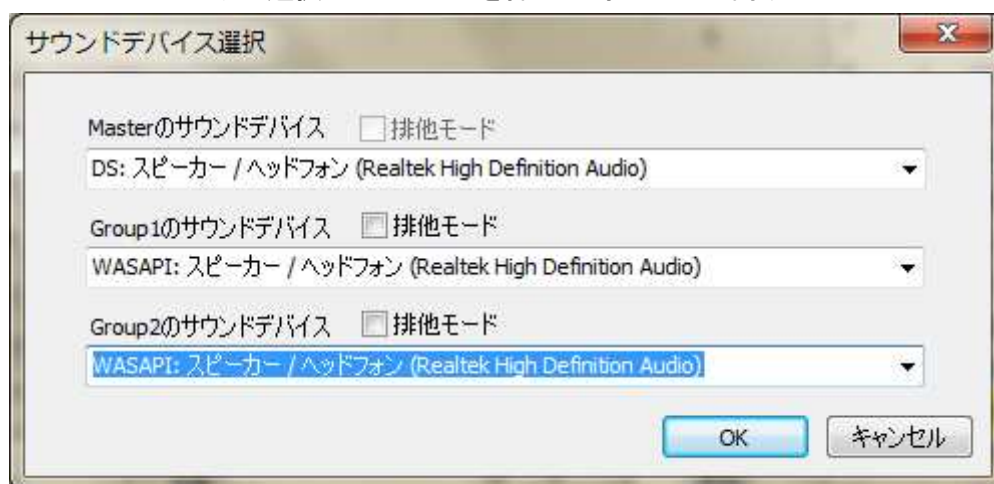 サウンドデバイス選択
Masterのサウンドデバイス 排他モード
DS: スピーカー / ヘッドフォン (Realtek High Definition Audio)
Group1のサウンドデバイス 排他モード
WASAPI: スピーカー / ヘッドフォン (Realtek High Definition Audio)
Group2のサウンドデバイス 排他モード
WASAPI: スピーカー / ヘッドフォン (Realtek High Definition Audio)
OK キャンセル